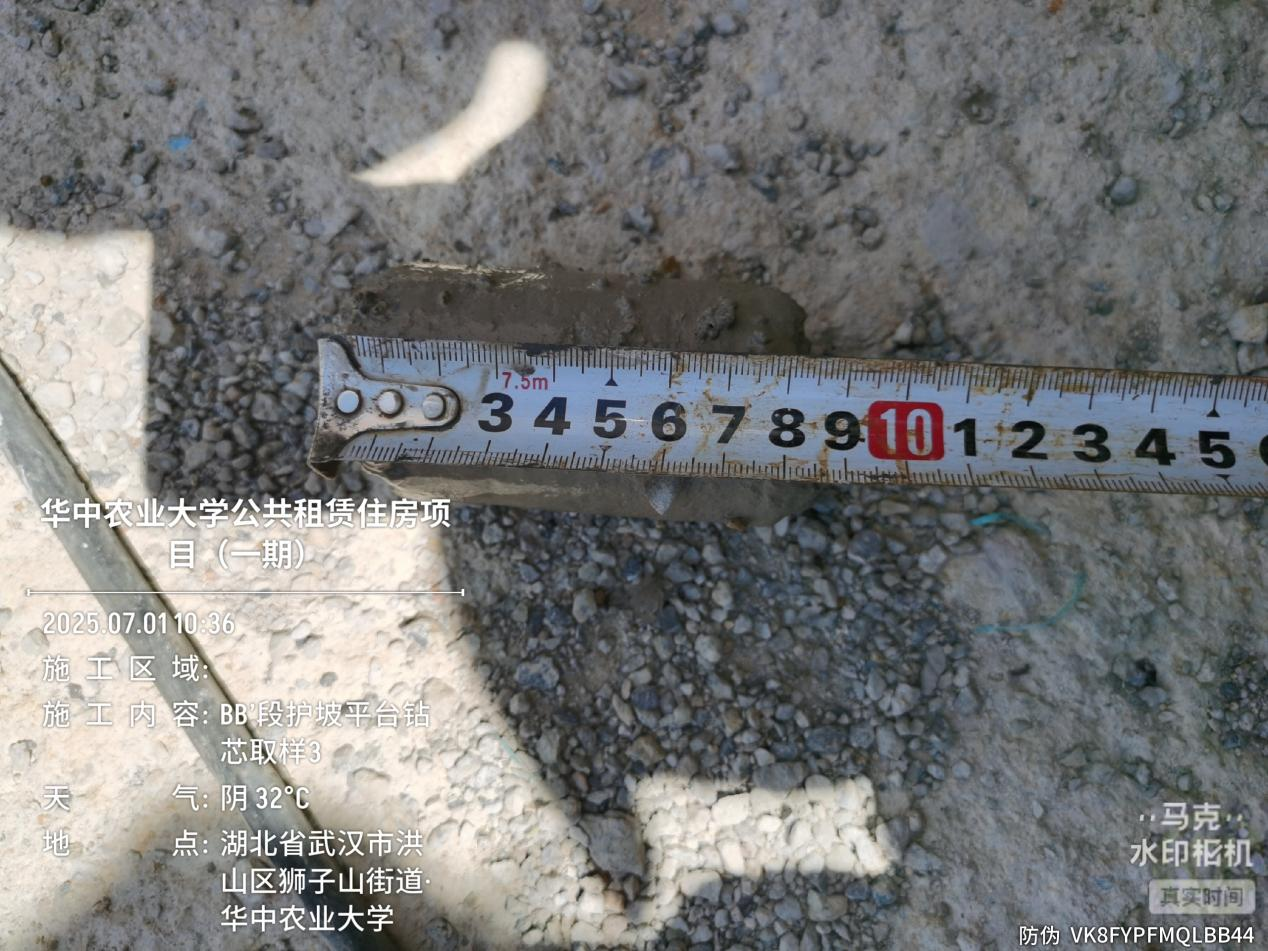 7.5m
3 4 5 6 7 8 9 10 1 2 3 4 5
华中农业大学公共租赁住房项
目（一期）
2025.07.01 10:36
施工区域:
施工内容: BB'段护坡平台钻
芯取样3
天气: 阴 32°C
地点: 湖北省武汉市洪
山区狮子山街道·
华中农业大学
马克
水印相机
真实时间
防伪 VK8FYPFMQLBB44